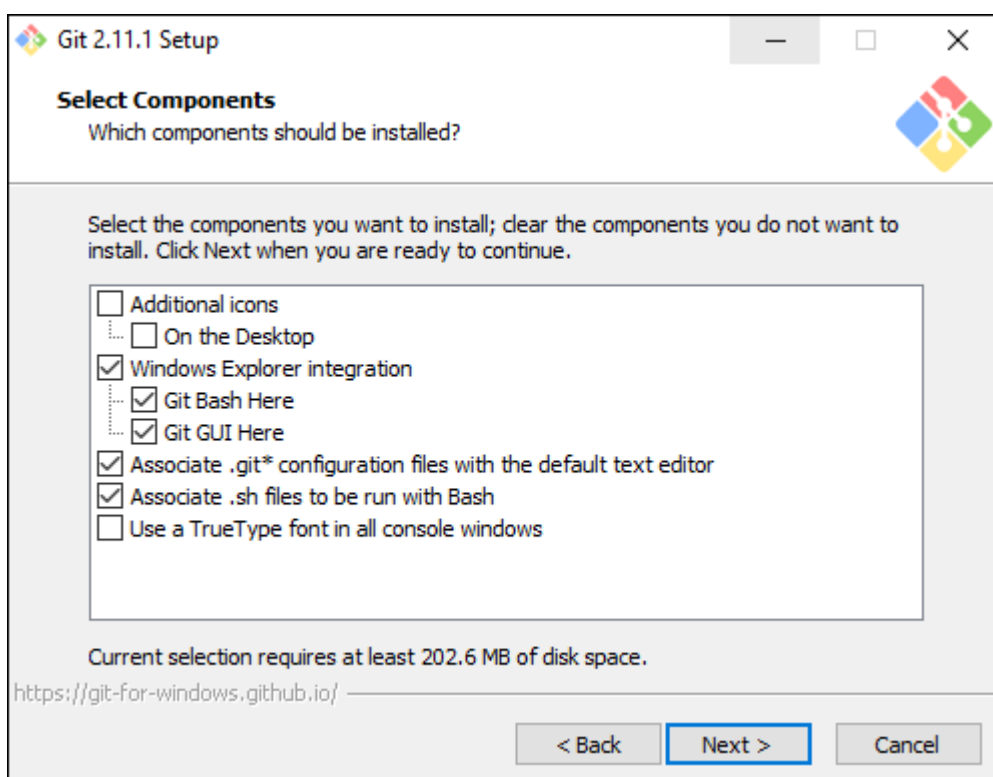 Git 2.11.1 Setup
Select Components
Which components should be installed?
Select the components you want to install; clear the components you do not want to
install. Click Next when you are ready to continue.
Additional icons
On the Desktop
Windows Explorer integration
Git Bash Here
Git GUI Here
Associate .git* configuration files with the default text editor
Associate .sh files to be run with Bash
Use a TrueType font in all console windows
Current selection requires at least 202.6 MB of disk space.
https://git-for-windows.github.io/
< Back Next > Cancel